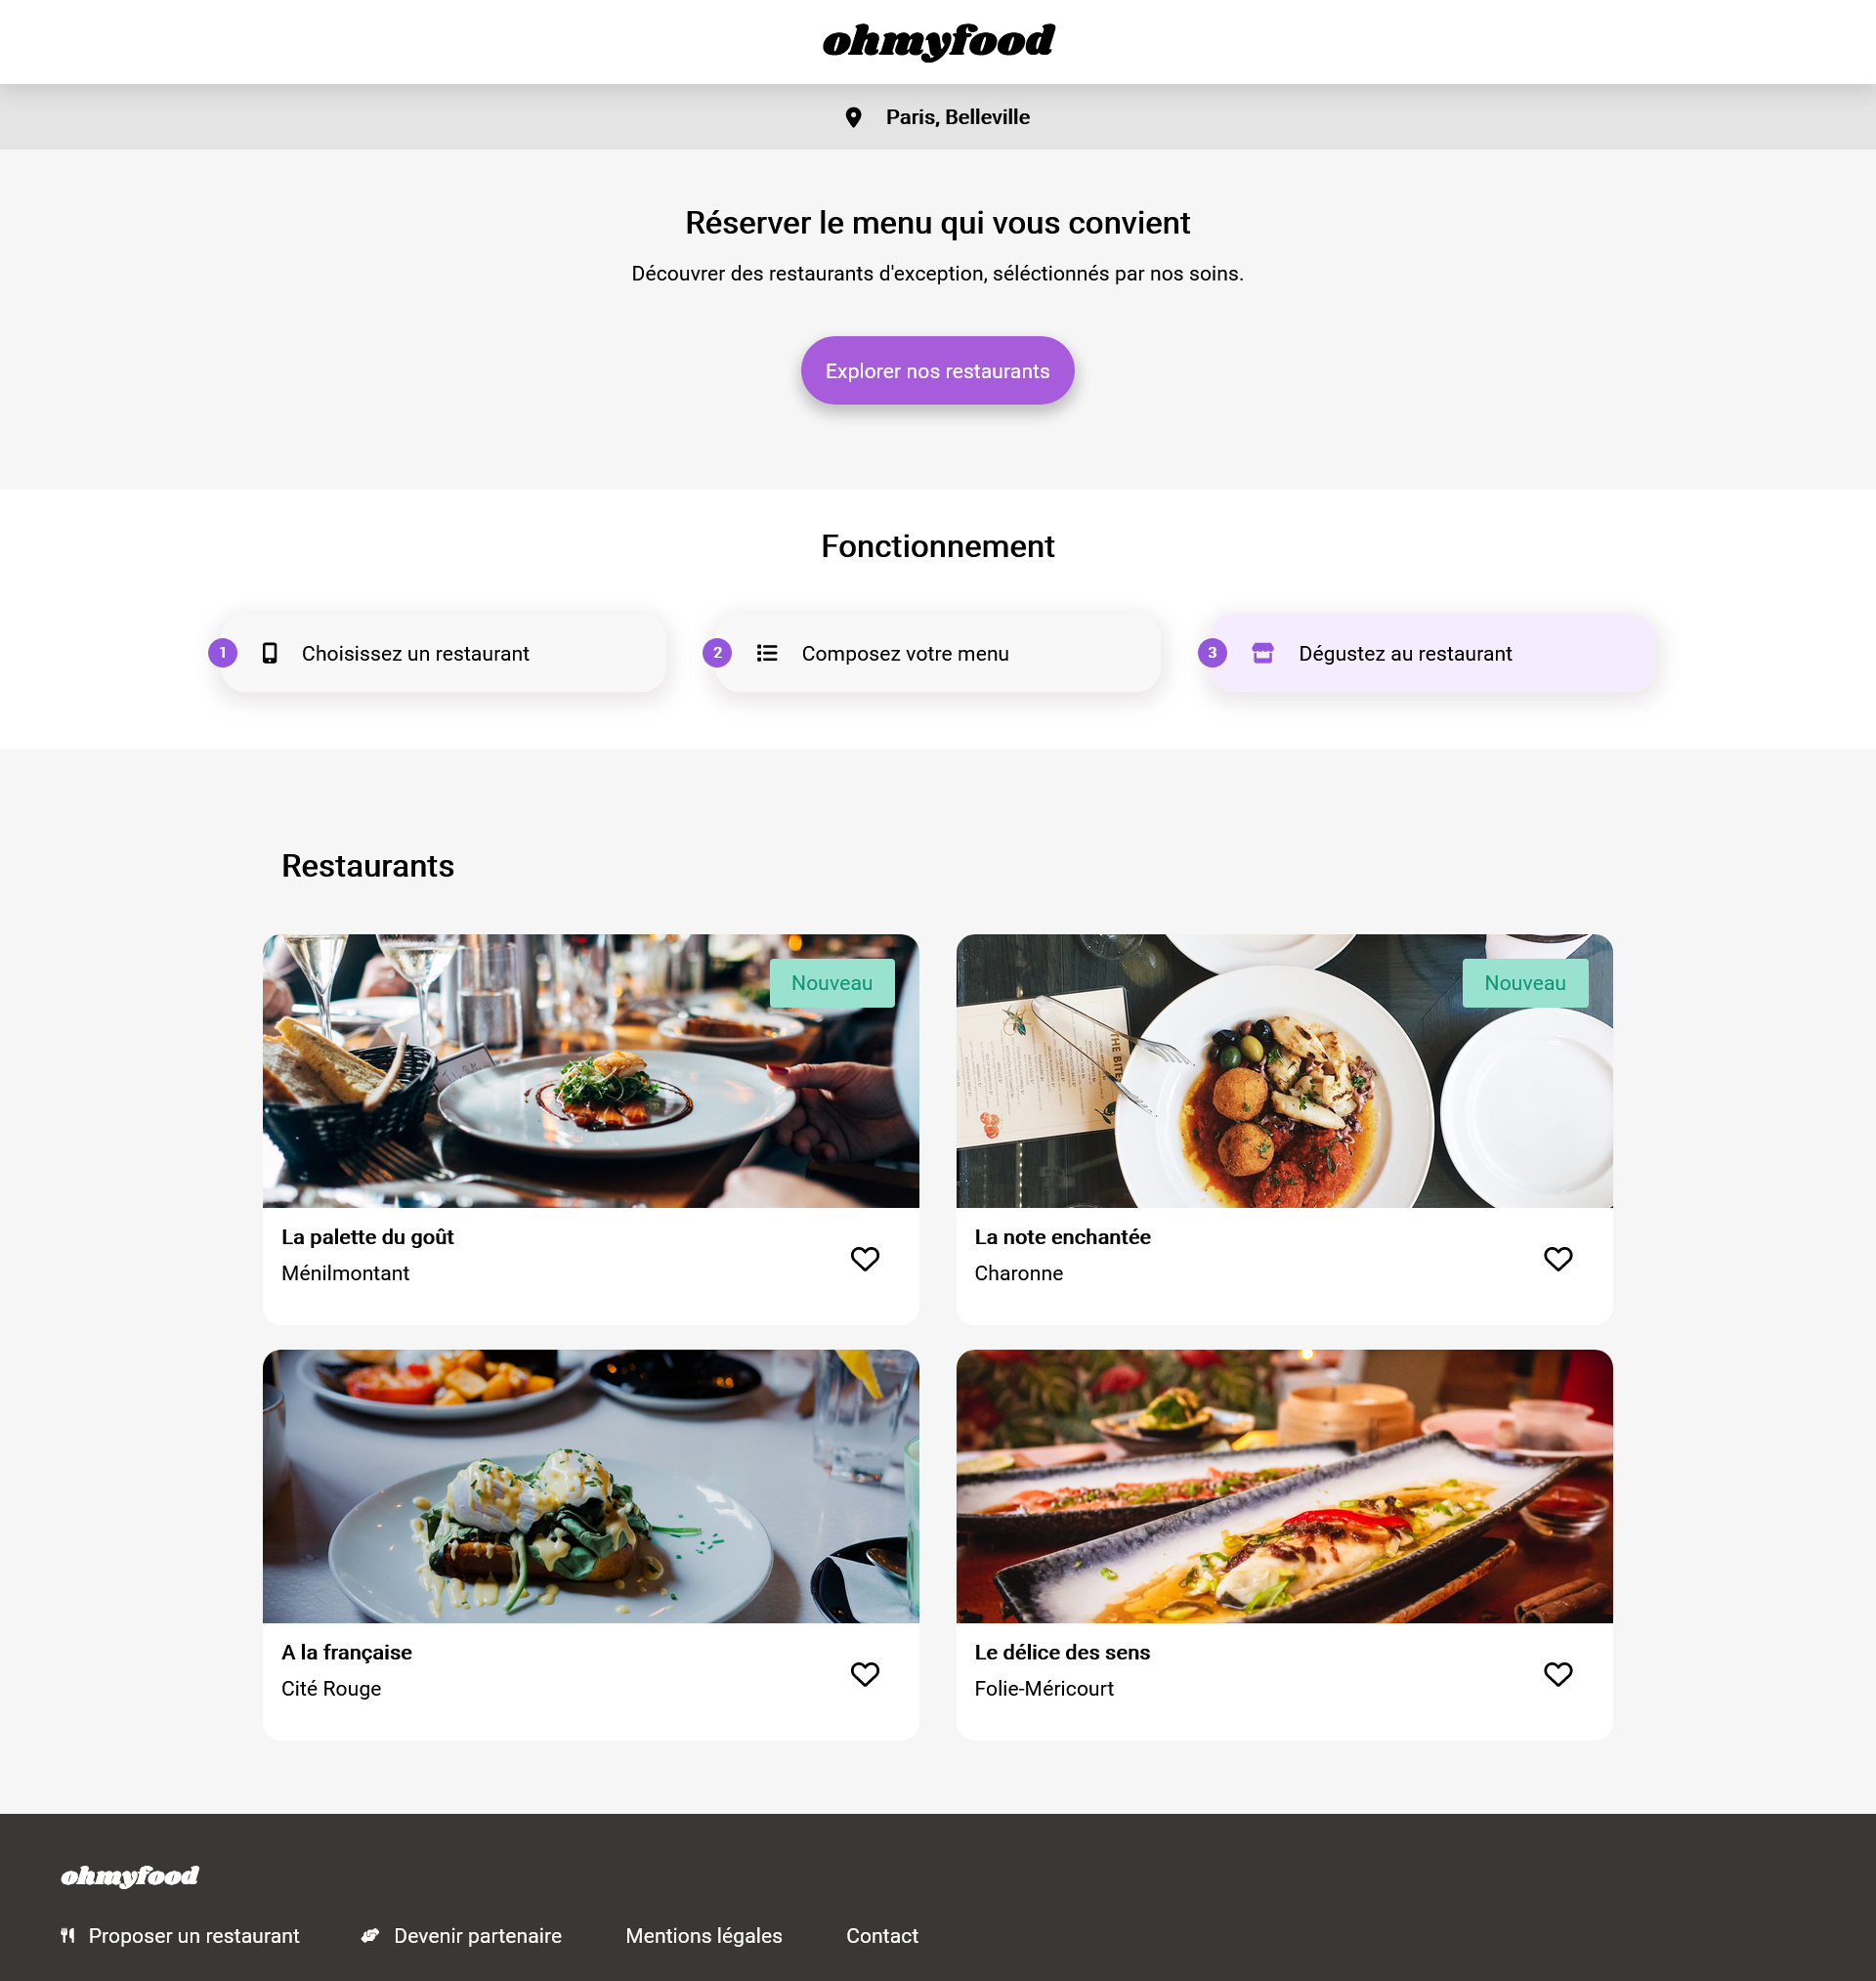 ohmyfood
Paris, Belleville
Réserver le menu qui vous convient
Découvrer des restaurants d'exception, séléctionnés par nos soins.
Explorer nos restaurants
Fonctionnement
1 Choisissez un restaurant
2 Composez votre menu
3 Dégustez au restaurant
Restaurants
Nouveau
THE BITE
La palette du goût
Ménilmontant
Nouveau
La note enchantée
Charonne
A la française
Cité Rouge
Le délice des sens
Folie-Méricourt
ohmyfood
Proposer un restaurant
Devenir partenaire
Mentions légales
Contact